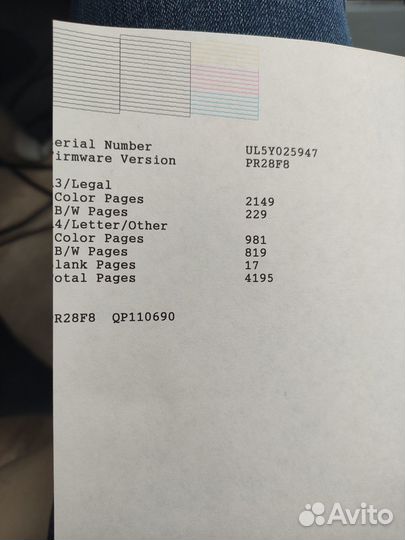 erial Number UL5Y025947
irmware Version PR28F8
3/Legal
Color Pages 2149
B/W Pages 229
4/Letter/Other
Color Pages 981
B/W Pages 819
lank Pages 17
otal Pages 4195
R28F8 QP110690
Avito